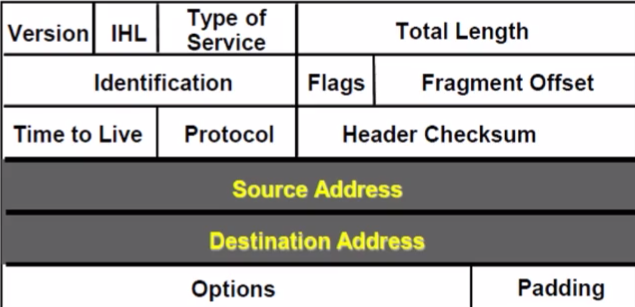 Version IHL Type of Service Total Length
Identification Flags Fragment Offset
Time to Live Protocol Header Checksum
Source Address
Destination Address
Options Padding